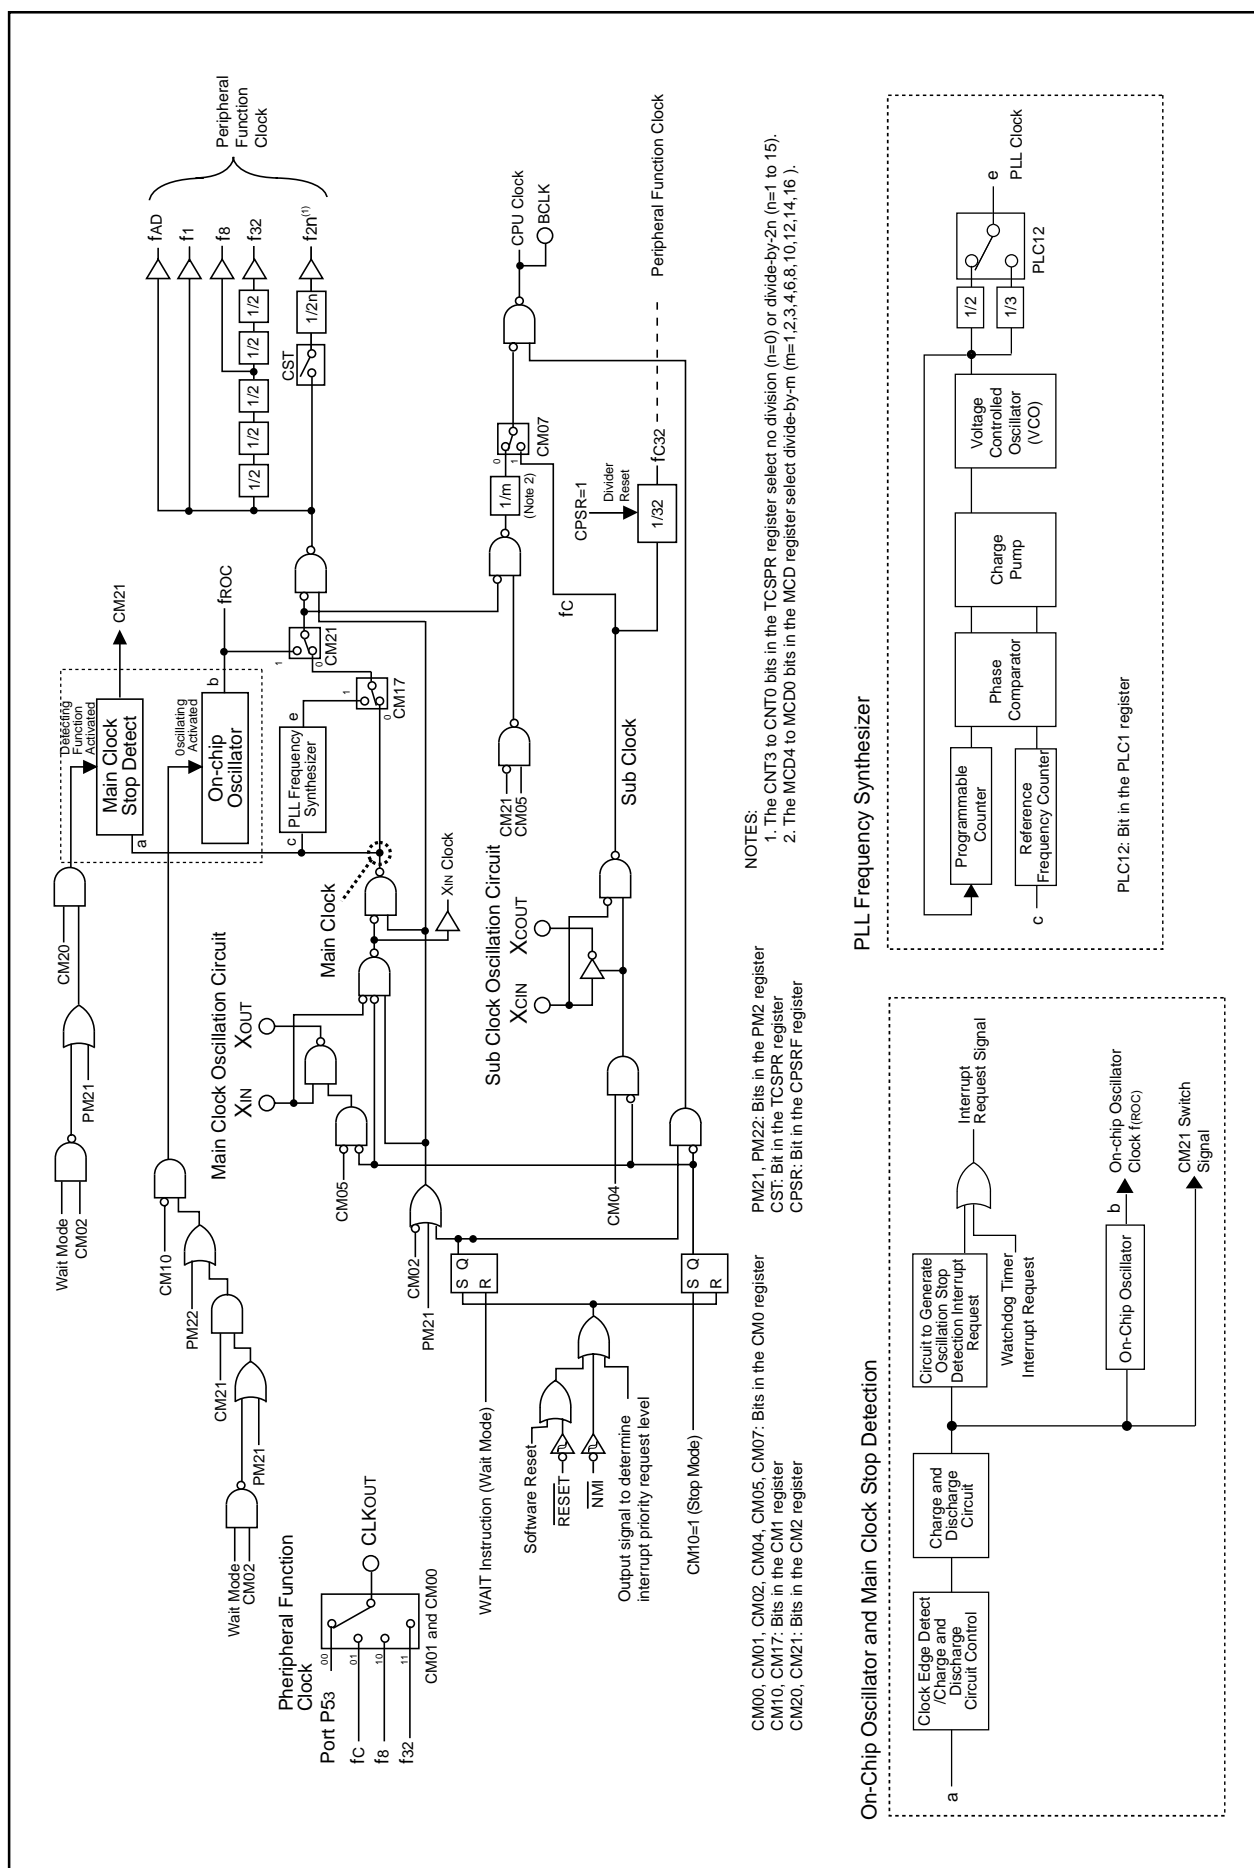 Wait Mode
CM02
PM21
CM20
Detecting
Function
Activated
Main Clock
Stop Detect
a
CM21
CM10
PM22
CM21
PM21
Wait Mode
CM02
Oscillating
Activated
On-chip
Oscillator
b
fROC
Peripheral
Function
Clock
fAD
f1
f8
f32
f2n(1)
1/2
1/2
1/2
1/2
1/2
CST
1/2n
Main Clock Oscillation Circuit
XIN
XOUT
CM05
Main Clock
c
PLL Frequency
Synthesizer
e
1
0
CM17
1
0
CM21
XIN Clock
Pheripheral Function
Clock
Port P53
fC
f8
f32
00
01
10
11
CLKOUT
CM01 and CM00
CM02
PM21
WAIT Instruction (Wait Mode)
S Q
R
Software Reset
RESET
NMI
Output signal to determine
interrupt priority request level
CM10=1 (Stop Mode)
S Q
R
CM04
Sub Clock Oscillation Circuit
XCIN
XCOUT
CM21
CM05
Sub Clock
1/m
(Note 2)
0
1
CM07
fC
CPU Clock
BCLK
CPSR=1
Divider
Reset
1/32
fC32
Peripheral Function Clock
CM00, CM01, CM02, CM04, CM05, CM07: Bits in the CM0 register
CM10, CM17: Bits in the CM1 register
CM20, CM21: Bits in the CM2 register
PM21, PM22: Bits in the PM2 register
CST: Bit in the TCSPR register
CPSR: Bit in the CPSRF register
NOTES:
1. The CNT3 to CNT0 bits in the TCSPR register select no division (n=0) or divide-by-2n (n=1 to 15).
2. The MCD4 to MCD0 bits in the MCD register select divide-by-m (m=1,2,3,4,6,8,10,12,14,16 ).
On-Chip Oscillator and Main Clock Stop Detection
a
Clock Edge Detect
/Charge and
Discharge
Circuit Control
Charge and
Discharge
Circuit
Circuit to Generate
Oscillation Stop
Detection Interrupt
Request
Watchdog Timer
Interrupt Request
Interrupt
Request Signal
On-Chip Oscillator
b
On-chip Oscillator
Clock f(ROC)
CM21 Switch
Signal
PLL Frequency Synthesizer
c
Programmable
Counter
Reference
Frequency Counter
Phase
Comparator
Charge
Pump
Voltage
Controlled
Oscillator
(VCO)
1/2
1/3
PLC12
e
PLL Clock
PLC12: Bit in the PLC1 register